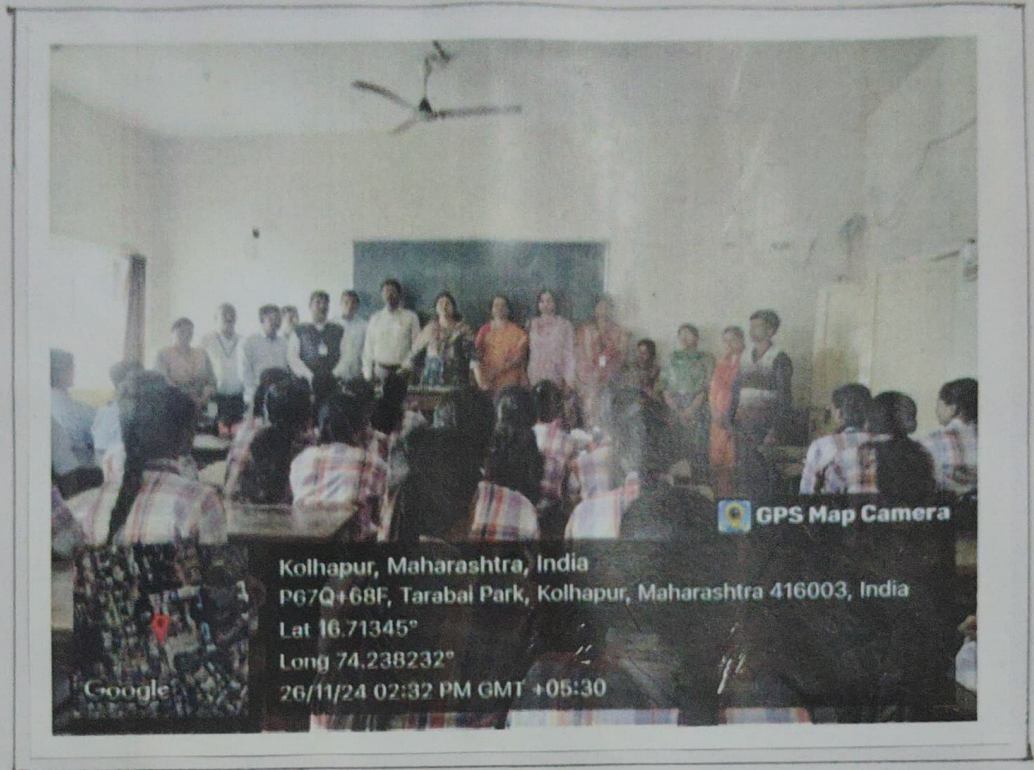 GPS Map Camera
Kolhapur, Maharashtra, India
P67Q+68F, Tarabai Park, Kolhapur, Maharashtra 416003, India
Lat 16.71345°
Long 74.238232°
26/11/24 02:32 PM GMT +05:30
Google